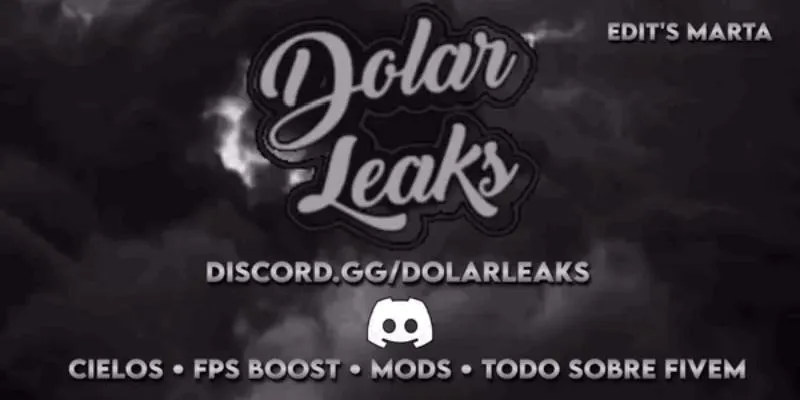 EDIT'S MARTA
Dolar
Leaks
DISCORD.GG/DOLARLEAKS
CIELOS • FPS BOOST • MODS • TODO SOBRE FIVEM